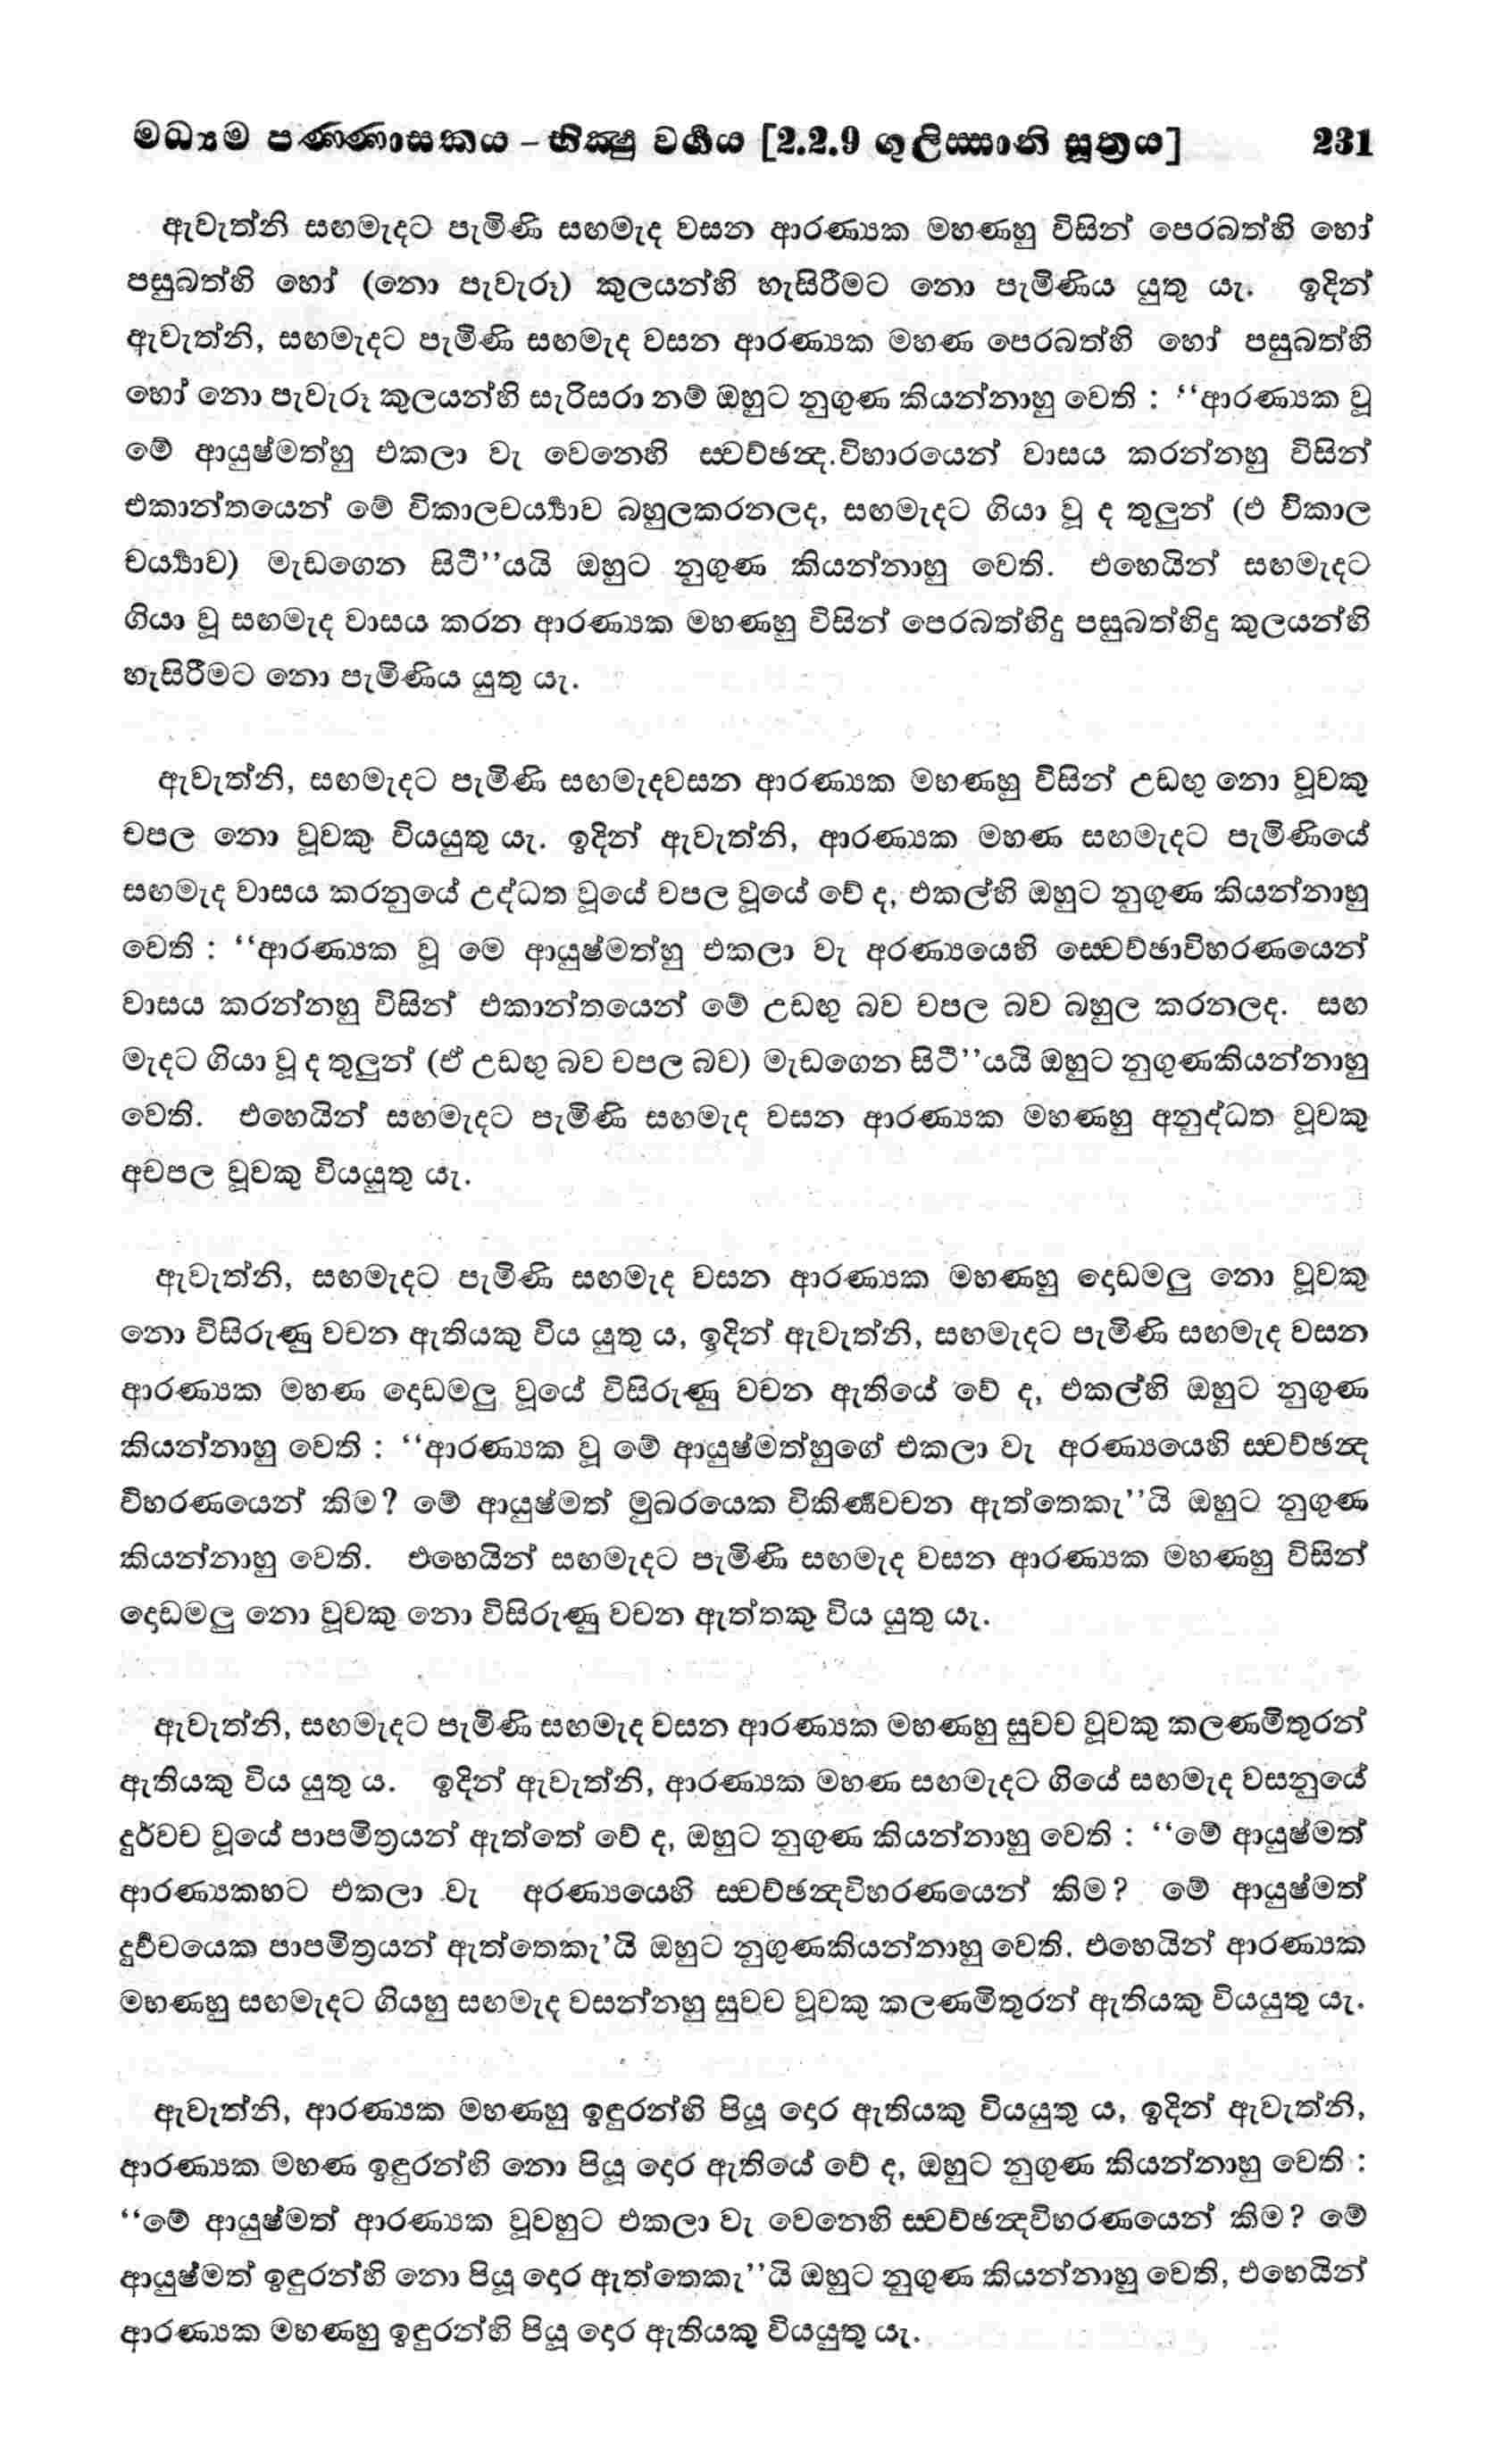 මධ්‍යම පණ්ණාසකය – භික්‍ෂු වර්‍ගය [2.2.9 ගුලිස්සානි සූත්‍රය] 231
ඇවැත්නි සඟමැදට පැමිණි සඟමැද වසන ආරණ්‍යක මහණහු විසින් පෙරබත්හි හෝ
පසුබත්හි හෝ (නො පැවැරූ) කුලයන්හි හැසිරීමට නො පැමිණිය යුතු යැ. ඉදින්
ඇවැත්නි, සඟමැදට පැමිණි සඟමැද වසන ආරණ්‍යක මහණ පෙරබත්හි හෝ පසුබත්හි
හෝ නො පැවැරූ කුලයන්හි සැරිසරා නම් ඔහුට නුගුණ කියන්නාහු වෙති : ‘‘ආරණ්‍යක වූ
මේ ආයුෂ්මත්හු එකලා වැ වෙනෙහි ස්වච්ඡන්‍ද විහාරයෙන් වාසය කරන්නහු විසින්
එකාන්තයෙන් මේ විකාලචර්‍ය්‍යාව බහුලකරනලද, සඟමැදට ගියා වූ ද තුලුන් (එ විකාල
චර්‍ය්‍යාව) මැඩගෙන සිටී’’යයි ඔහුට නුගුණ කියන්නාහු වෙති. එහෙයින් සඟමැදට
ගියා වූ සඟමැද වාසය කරන ආරණ්‍යක මහණහු විසින් පෙරබත්හිදු පසුබත්හිදු කුලයන්හි
හැසිරීමට නො පැමිණිය යුතු යැ.
ඇවැත්නි, සඟමැදට පැමිණි සඟමැදවසන ආරණ්‍යක මහණහු විසින් උඩඟු නො වූවකු
චපල නො වූවකු වියයුතු යැ. ඉදින් ඇවැත්නි, ආරණ්‍යක මහණ සඟමැදට පැමිණියේ
සඟමැද වාසය කරනුයේ උද්ධත වූයේ චපල වූයේ වේ ද, එකල්හි ඔහුට නුගුණ කියන්නාහු
වෙති : ‘‘ආරණ්‍යක වූ මෙ ආයුෂ්මත්හු එකලා වැ අරණ්‍යයෙහි ස්වෙච්ඡාවිහරණයෙන්
වාසය කරන්නහු විසින් එකාන්තයෙන් මේ උඩඟු බව චපල බව බහුල කරනලද. සඟ
මැදට ගියා වූ ද තුලුන් (ඒ උඩඟු බව චපල බව) මැඩගෙන සිටී’’යයි ඔහුට නුගුණකියන්නාහු
වෙති. එහෙයින් සඟමැදට පැමිණි සඟමැද වසන ආරණ්‍යක මහණහු අනුද්ධත වූවකු
අචපල වූවකු වියයුතු යැ.
ඇවැත්නි, සඟමැදට පැමිණි සඟමැද වසන ආරණ්‍යක මහණහු දෙඩමලු නො වූවකු
නො විසිරුණු වචන ඇතියකු විය යුතු ය, ඉදින් ඇවැත්නි, සඟමැදට පැමිණි සඟමැද වසන
ආරණ්‍යක මහණ දෙඩමලු වූයේ විසිරුණු වචන ඇතියේ වේ ද, එකල්හි ඔහුට නුගුණ
කියන්නාහු වෙති : ‘‘ආරණ්‍යක වූ මේ ආයුෂ්මත්හුගේ එකලා වැ අරණ්‍යයෙහි ස්වච්ඡන්‍ද
විහරණයෙන් කිම? මේ ආයුෂ්මත් මුඛරයෙක විකිර්‍ණවචන ඇත්තෙකැ’’යි ඔහුට නුගුණ
කියන්නාහු වෙති. එහෙයින් සඟමැදට පැමිණි සඟමැද වසන ආරණ්‍යක මහණහු විසින්
දෙඩමලු නො වූවකු නො විසිරුණු වචන ඇත්තකු විය යුතු යැ.
ඇවැත්නි, සඟමැදට පැමිණි සඟමැද වසන ආරණ්‍යක මහණහු සුවච වූවකු කලණමිතුරන්
ඇතියකු විය යුතු ය. ඉදින් ඇවැත්නි, ආරණ්‍යක මහණ සඟමැදට ගියේ සඟමැද වසනුයේ
දුර්වච වූයේ පාපමිත්‍රයන් ඇත්තේ වේ ද, ඔහුට නුගුණ කියන්නාහු වෙති : ‘‘මේ ආයුෂ්මත්
ආරණ්‍යකහට එකලා වැ අරණ්‍යයෙහි ස්වච්ඡන්‍දවිහරණයෙන් කිම? මේ ආයුෂ්මත්
දුර්‍වචයෙක පාපමිත්‍රයන් ඇත්තෙකැ’යි ඔහුට නුගුණකියන්නාහු වෙති. එහෙයින් ආරණ්‍යක
මහණහු සඟමැදට ගියහු සඟමැද වසන්නහු සුවච වූවකු කලණමිතුරන් ඇතියකු වියයුතු යැ.
ඇවැත්නි, ආරණ්‍යක මහණහු ඉඳුරන්හි පියූ දෙර ඇතියකු වියයුතු ය, ඉදින් ඇවැත්නි,
ආරණ්‍යක මහණ ඉඳුරන්හි නො පියූ දෙර ඇතියේ වේ ද, ඔහුට නුගුණ කියන්නාහු වෙති :
‘‘මේ ආයුෂ්මත් ආරණ්‍යක වූවහුට එකලා වැ වෙනෙහි ස්වච්ඡන්‍දවිහරණයෙන් කිම? මේ
ආයුෂ්මත් ඉඳුරන්හි නො පියූ දෙර ඇත්තෙකැ’’යි ඔහුට නුගුණ කියන්නාහු වෙති, එහෙයින්
ආරණ්‍යක මහණහු ඉඳුරන්හි පියූ දෙර ඇතියකු වියයුතු යැ.